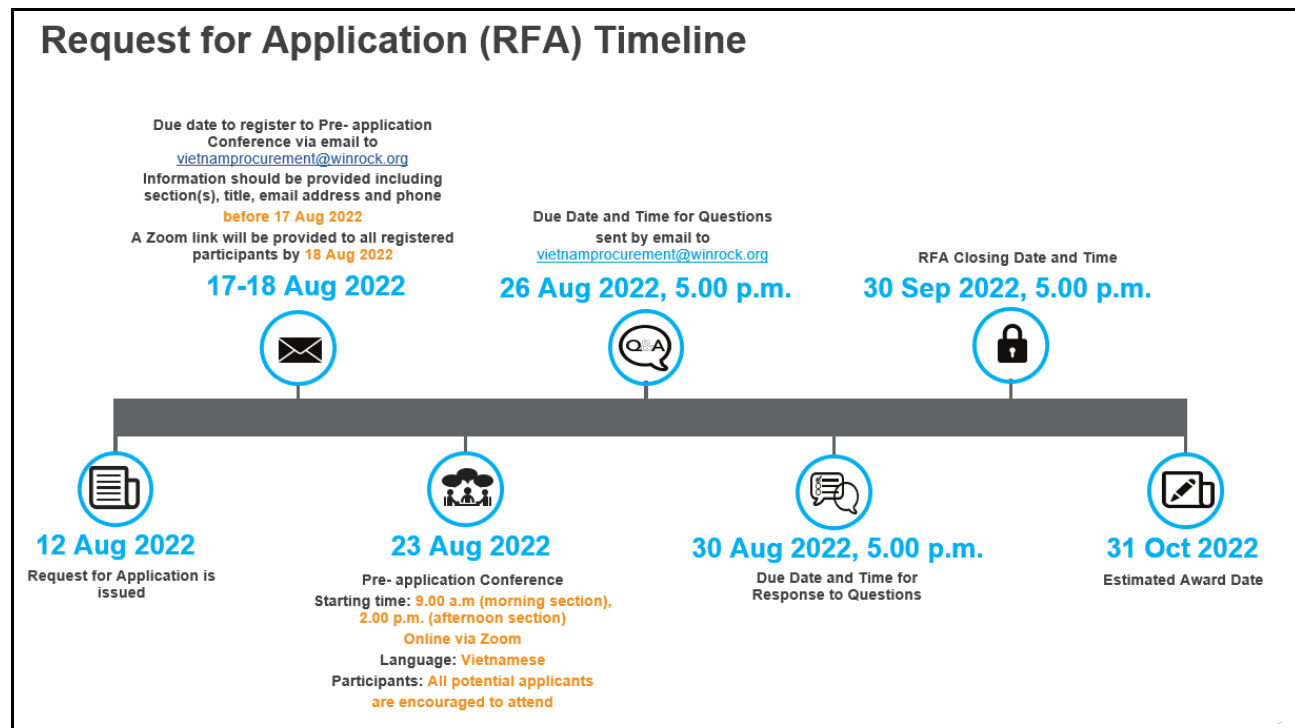 Request for Application (RFA) Timeline
Due date to register to Pre- application
Conference via email to
vietnamprocurement@winrock.org
Information should be provided including
section(s), title, email address and phone
before 17 Aug 2022
A Zoom link will be provided to all registered
participants by 18 Aug 2022
17-18 Aug 2022
Due Date and Time for Questions
sent by email to
vietnamprocurement@winrock.org
26 Aug 2022, 5.00 p.m.
RFA Closing Date and Time
30 Sep 2022, 5.00 p.m.
Q&A
12 Aug 2022
Request for Application is
issued
23 Aug 2022
Pre- application Conference
Starting time: 9.00 a.m (morning section),
2.00 p.m. (afternoon section)
Online via Zoom
Language: Vietnamese
Participants: All potential applicants
are encouraged to attend
30 Aug 2022, 5.00 p.m.
Due Date and Time for
Response to Questions
31 Oct 2022
Estimated Award Date